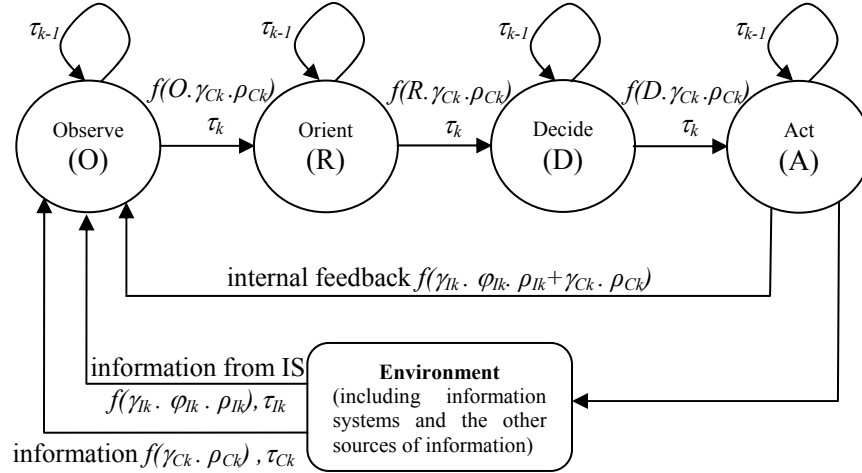 τk-1 τk-1 τk-1 τk-1
f(O.γCk.ρCk) f(R.γCk.ρCk) f(D.γCk.ρCk)
Observe Orient Decide Act
τk τk τk
(O) (R) (D) (A)
internal feedback f(γIk. φIk. ρIk+γCk. ρCk)
information from IS
f(γIk. φIk. ρIk), τIk
information f(γCk. ρCk) , τCk
Environment
(including information
systems and the other
sources of information)